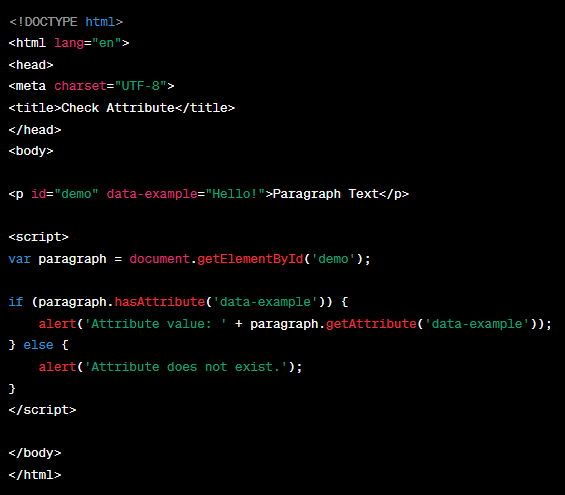 <!DOCTYPE html>
<html lang="en">
<head>
<meta charset="UTF-8">
<title>Check Attribute</title>
</head>
<body>
<p id="demo" data-example="Hello!">Paragraph Text</p>
<script>
var paragraph = document.getElementById('demo');
if (paragraph.hasAttribute('data-example')) {
    alert('Attribute value: ' + paragraph.getAttribute('data-example'));
} else {
    alert('Attribute does not exist.');
}
</script>
</body>
</html>